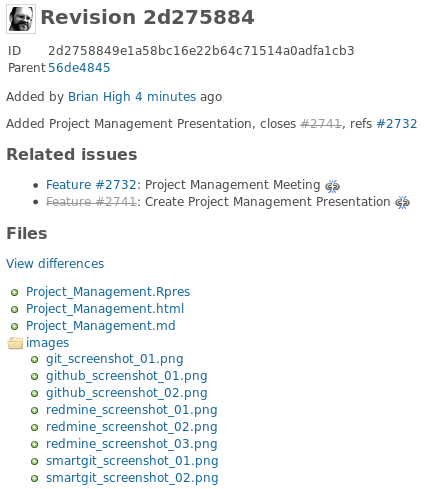 Revision 2d275884
ID 2d2758849e1a58bc16e22b64c71514a0adfa1cb3
Parent 56de4845
Added by Brian High 4 minutes ago
Added Project Management Presentation, closes #2741, refs #2732
Related issues
Feature #2732: Project Management Meeting
Feature #2741: Create Project Management Presentation
Files
View differences
Project_Management.Rpres
Project_Management.html
Project_Management.md
images
git_screenshot_01.png
github_screenshot_01.png
github_screenshot_02.png
redmine_screenshot_01.png
redmine_screenshot_02.png
redmine_screenshot_03.png
smartgit_screenshot_01.png
smartgit_screenshot_02.png